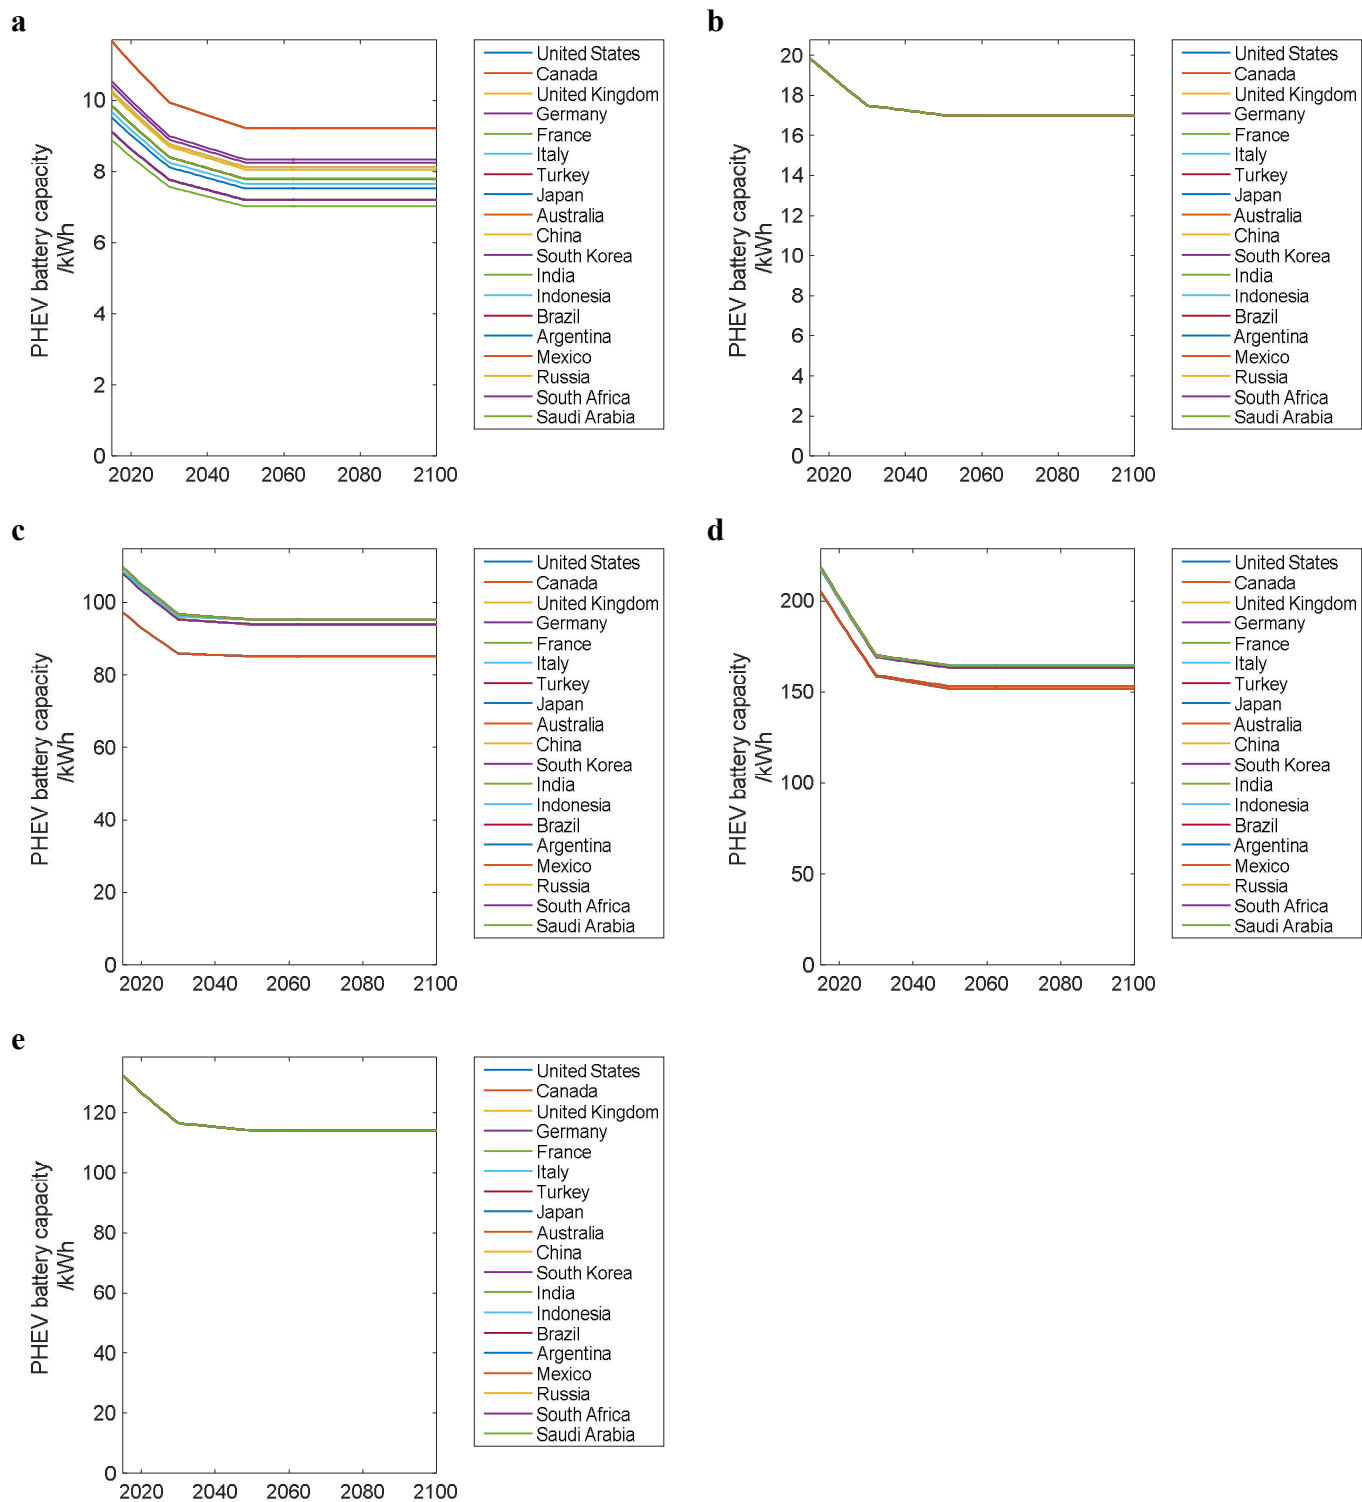 a
10
8
6
4
2
0
2020 2040 2060 2080 2100
PHEV battery capacity
/kWh
United States
Canada
United Kingdom
Germany
France
Italy
Turkey
Japan
Australia
China
South Korea
India
Indonesia
Brazil
Argentina
Mexico
Russia
South Africa
Saudi Arabia
b
20
18
16
14
12
10
8
6
4
2
0
2020 2040 2060 2080 2100
PHEV battery capacity
/kWh
United States
Canada
United Kingdom
Germany
France
Italy
Turkey
Japan
Australia
China
South Korea
India
Indonesia
Brazil
Argentina
Mexico
Russia
South Africa
Saudi Arabia
c
100
80
60
40
20
0
2020 2040 2060 2080 2100
PHEV battery capacity
/kWh
United States
Canada
United Kingdom
Germany
France
Italy
Turkey
Japan
Australia
China
South Korea
India
Indonesia
Brazil
Argentina
Mexico
Russia
South Africa
Saudi Arabia
d
200
150
100
50
0
2020 2040 2060 2080 2100
PHEV battery capacity
/kWh
United States
Canada
United Kingdom
Germany
France
Italy
Turkey
Japan
Australia
China
South Korea
India
Indonesia
Brazil
Argentina
Mexico
Russia
South Africa
Saudi Arabia
e
120
100
80
60
40
20
0
2020 2040 2060 2080 2100
PHEV battery capacity
/kWh
United States
Canada
United Kingdom
Germany
France
Italy
Turkey
Japan
Australia
China
South Korea
India
Indonesia
Brazil
Argentina
Mexico
Russia
South Africa
Saudi Arabia